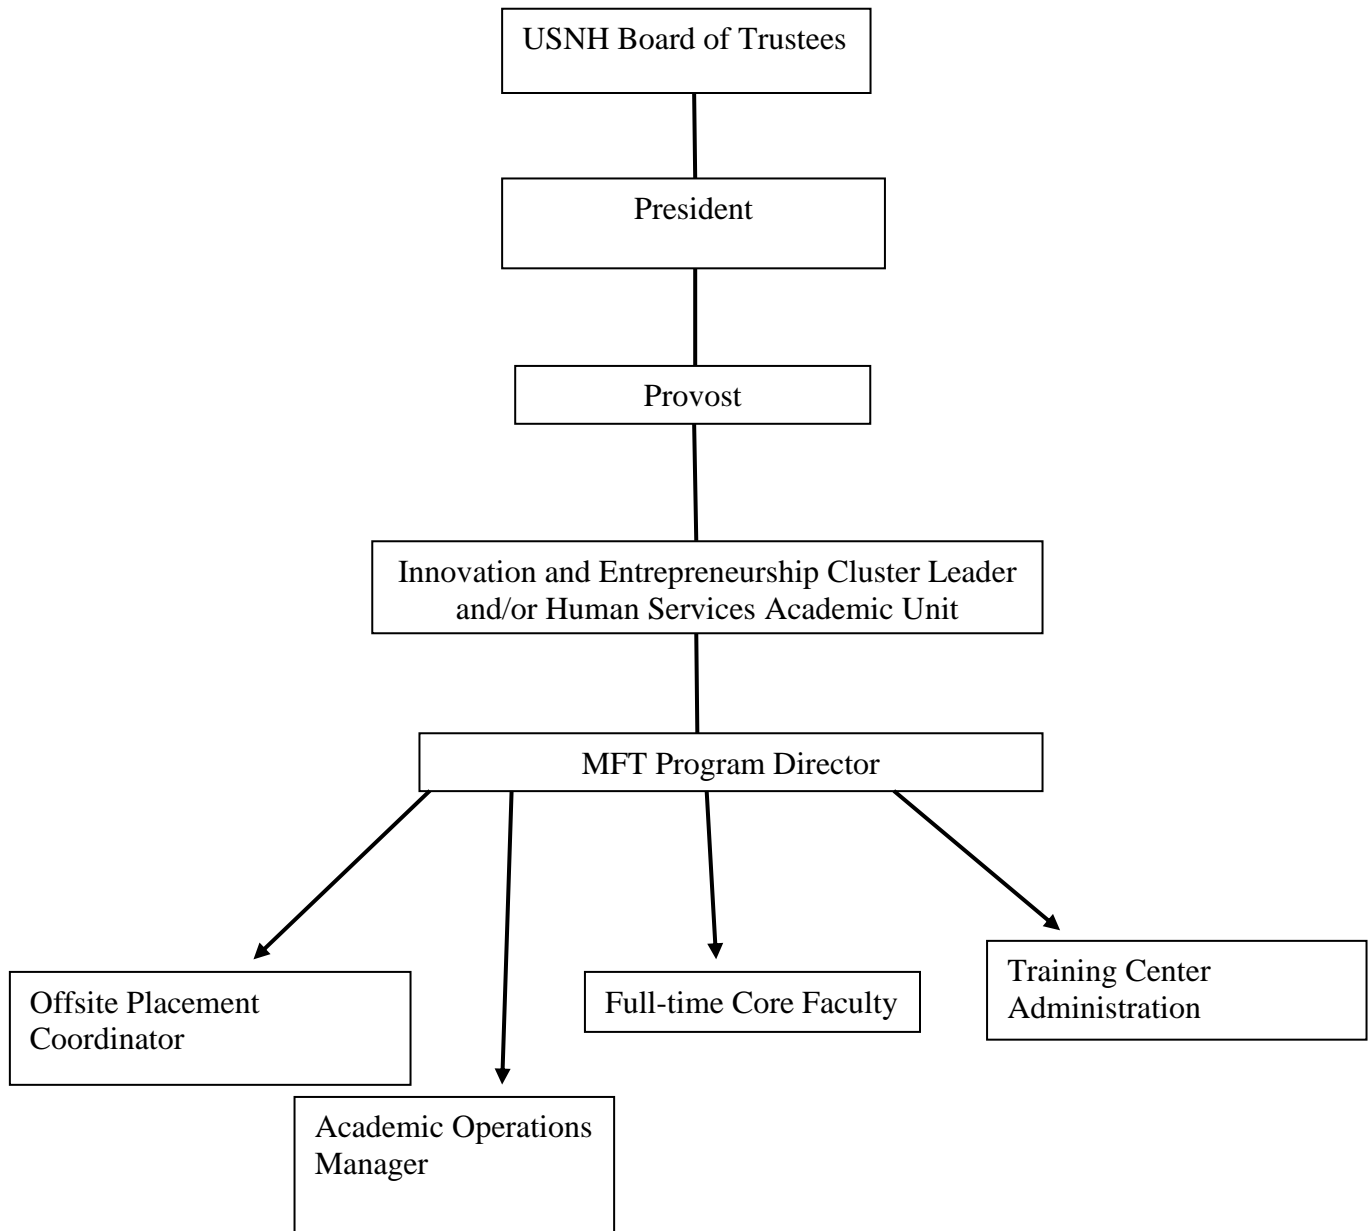 USNH Board of Trustees
President
Provost
Innovation and Entrepreneurship Cluster Leader
and/or Human Services Academic Unit
MFT Program Director
Offsite Placement
Coordinator
Academic Operations
Manager
Full-time Core Faculty
Training Center
Administration